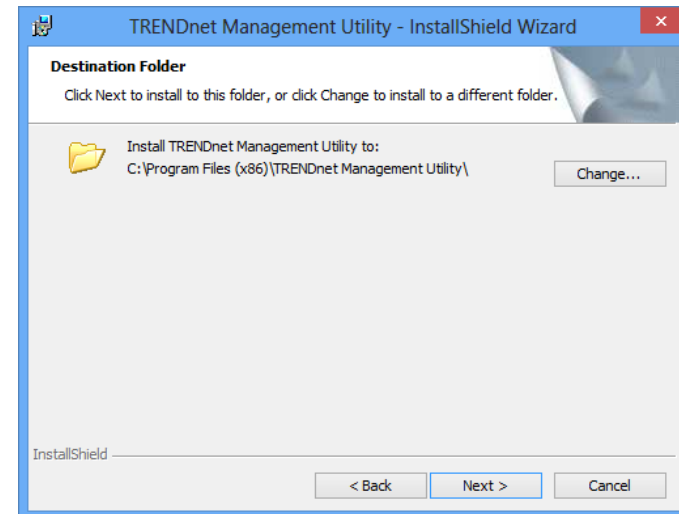 TRENDnet Management Utility - InstallShield Wizard
Destination Folder
Click Next to install to this folder, or click Change to install to a different folder.
Install TRENDnet Management Utility to:
C:\Program Files (x86)\TRENDnet Management Utility\
Change...
InstallShield
< Back
Next >
Cancel